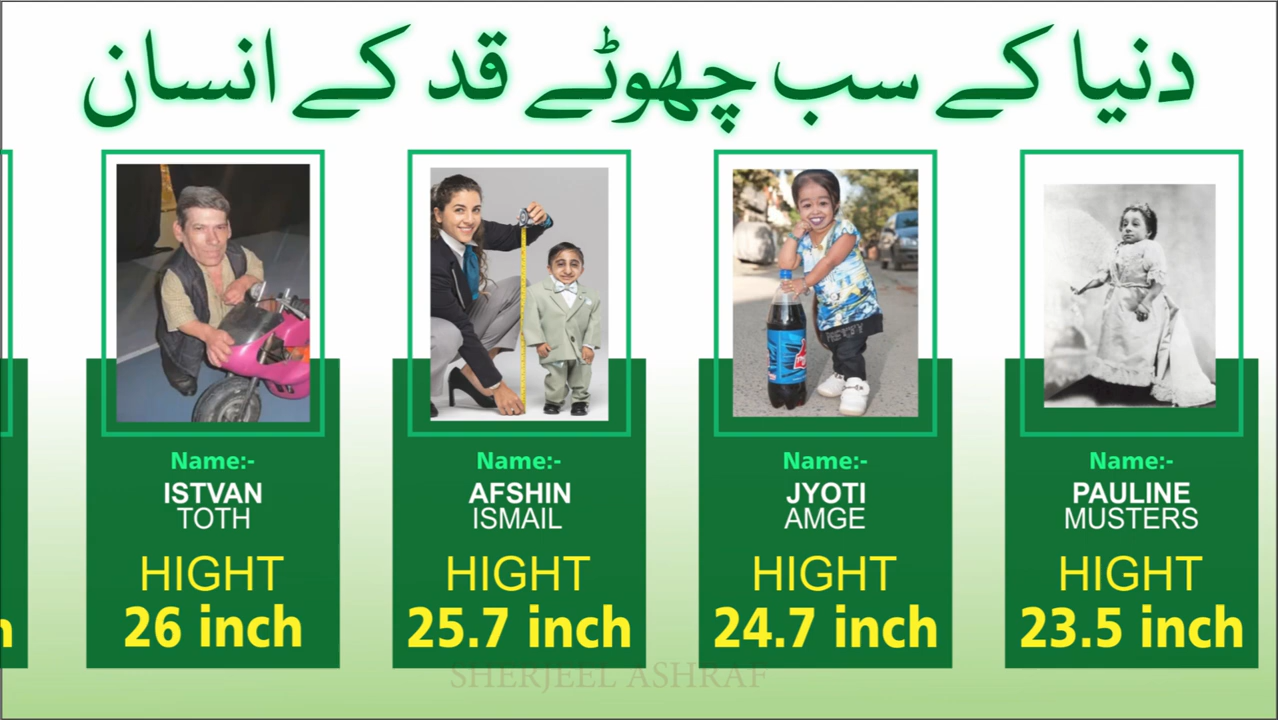 دنیا کے سب چھوٹے قد کے انسان
Name:-
ISTVAN
TOTH
HIGHT
26 inch
Name:-
AFSHIN
ISMAIL
HIGHT
25.7 inch
Name:-
JYOTI
AMGE
HIGHT
24.7 inch
Name:-
PAULINE
MUSTERS
HIGHT
23.5 inch
SHERJEEL ASHRAF